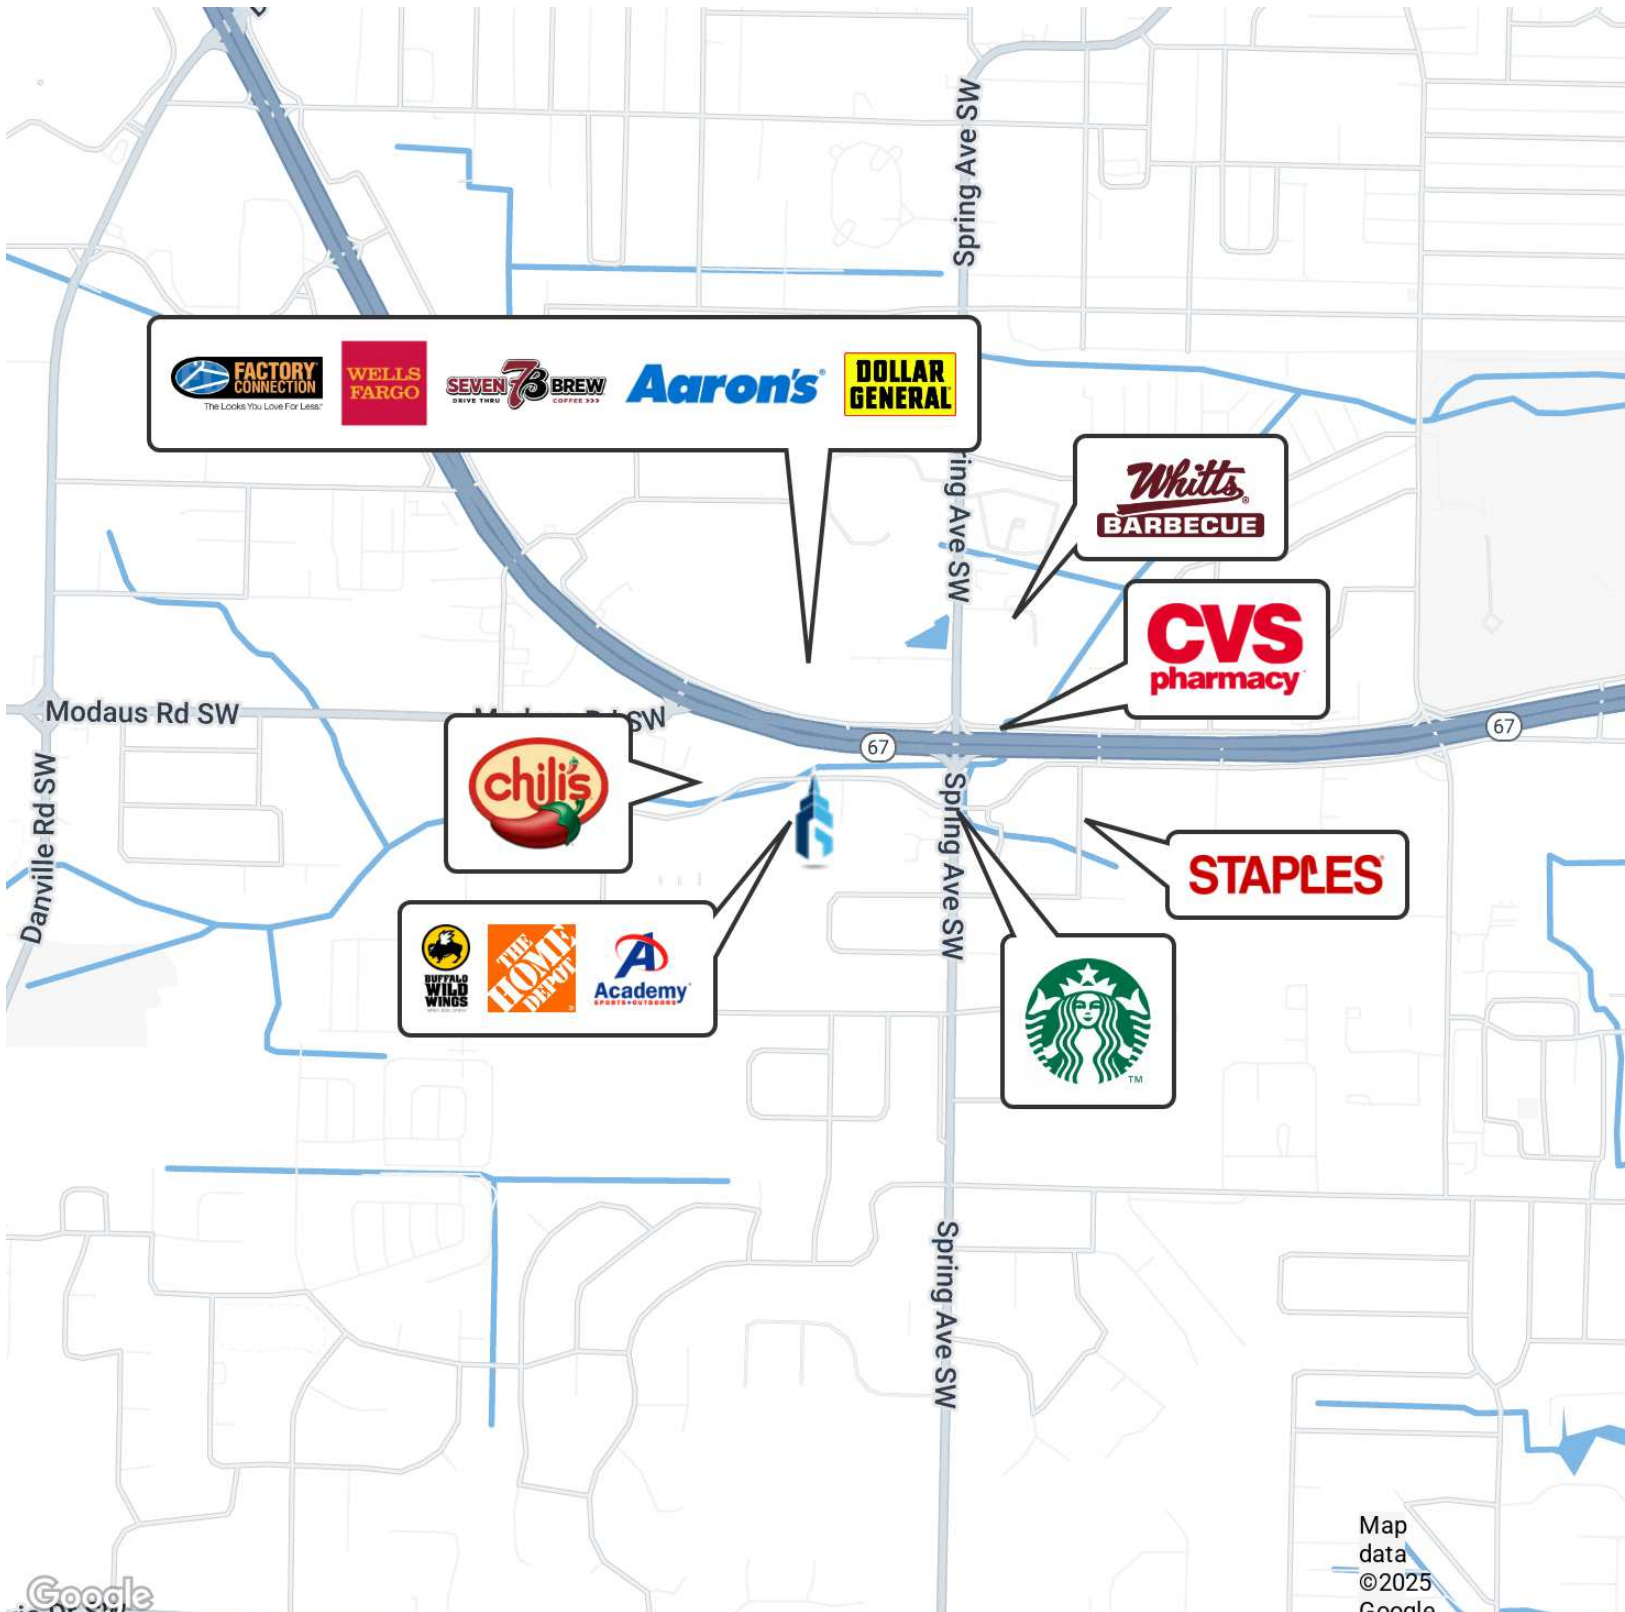 Spring Ave SW
FACTORY
CONNECTION
The Looks You Love For Less.
WELLS
FARGO
SEVEN 7B BREW
DRIVE THRU COFFEE >>>
Aaron's
DOLLAR
GENERAL
ring Ave SW
Whitts
BARBECUE
CVS
pharmacy
Modaus Rd SW
SW
67
67
chili's
Spring Ave SW
Danville Rd SW
STAPLES
BUFFALO
WILD
WINGS
THE
HOME
DEPOT
Academy
SPORTS+OUTDOORS
TM
Spring Ave SW
Map
data
©2025
Google
Google